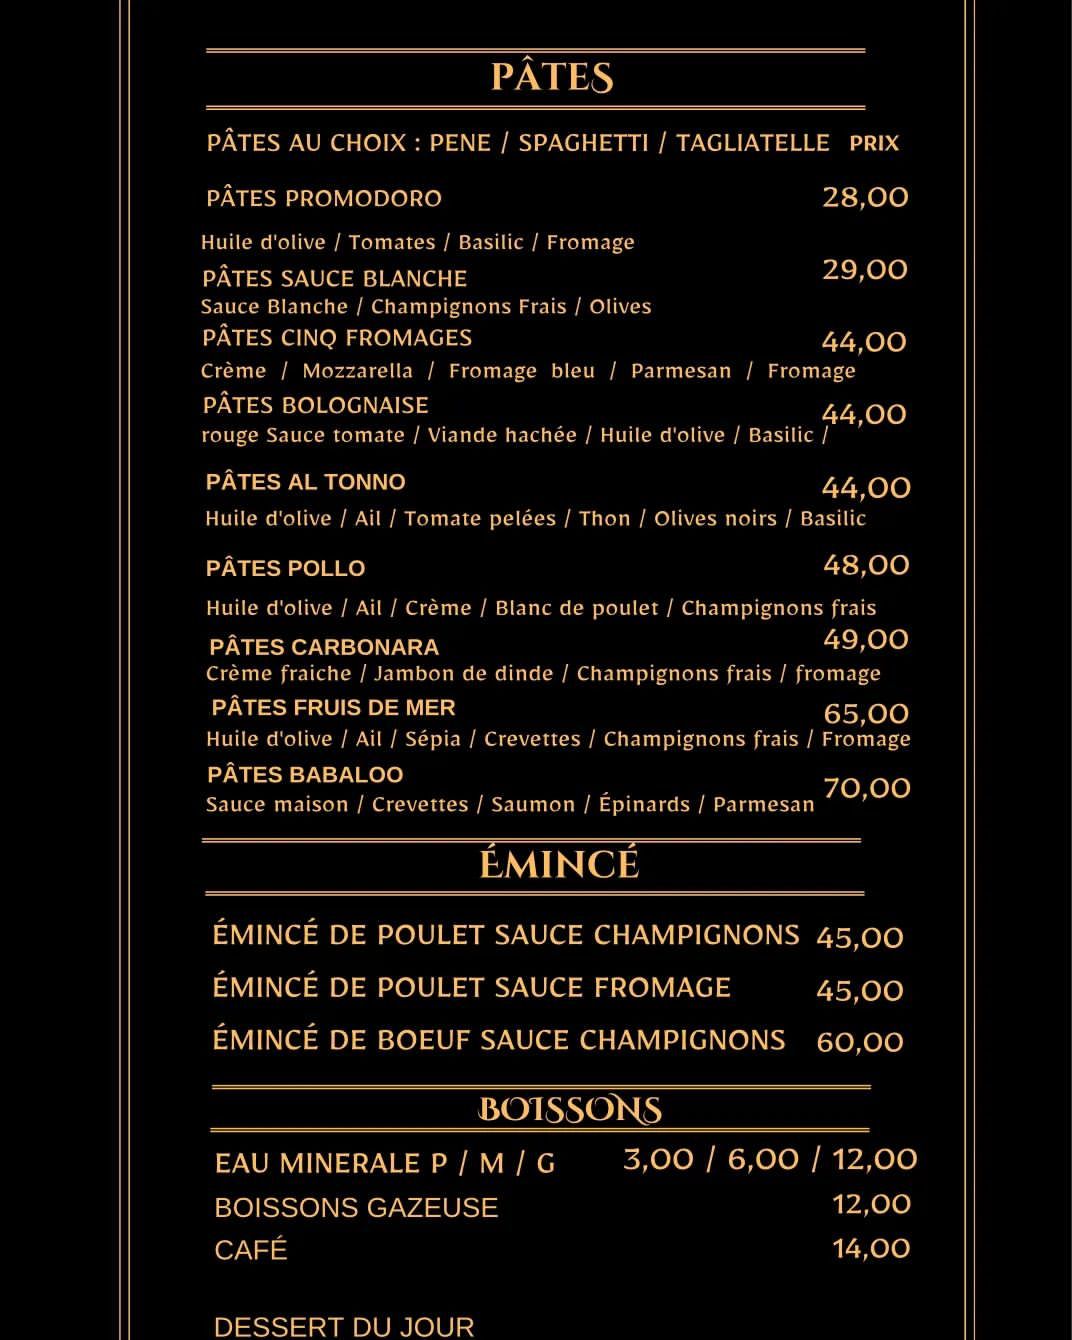 PÂTES
PÂTES AU CHOIX : PENE / SPAGHETTI / TAGLIATELLE PRIX
PÂTES PROMODORO 28,00
Huile d'olive / Tomates / Basilic / Fromage
PÂTES SAUCE BLANCHE 29,00
Sauce Blanche / Champignons Frais / Olives
PÂTES CINQ FROMAGES 44,00
Crème / Mozzarella / Fromage bleu / Parmesan / Fromage
PÂTES BOLOGNAISE 44,00
rouge Sauce tomate / Viande hachée / Huile d'olive / Basilic /
PÂTES AL TONNO 44,00
Huile d'olive / Ail / Tomate pelées / Thon / Olives noirs / Basilic
PÂTES POLLO 48,00
Huile d'olive / Ail / Crème / Blanc de poulet / Champignons frais
PÂTES CARBONARA 49,00
Crème fraiche / Jambon de dinde / Champignons frais / fromage
PÂTES FRUIS DE MER 65,00
Huile d'olive / Ail / Sépia / Crevettes / Champignons frais / Fromage
PÂTES BABALOO 70,00
Sauce maison / Crevettes / Saumon / Épinards / Parmesan
ÉMINCÉ
ÉMINCÉ DE POULET SAUCE CHAMPIGNONS 45,00
ÉMINCÉ DE POULET SAUCE FROMAGE 45,00
ÉMINCÉ DE BOEUF SAUCE CHAMPIGNONS 60,00
BOISSONS
EAU MINERALE P / M / G 3,00 / 6,00 / 12,00
BOISSONS GAZEUSE 12,00
CAFÉ 14,00
DESSERT DU JOUR